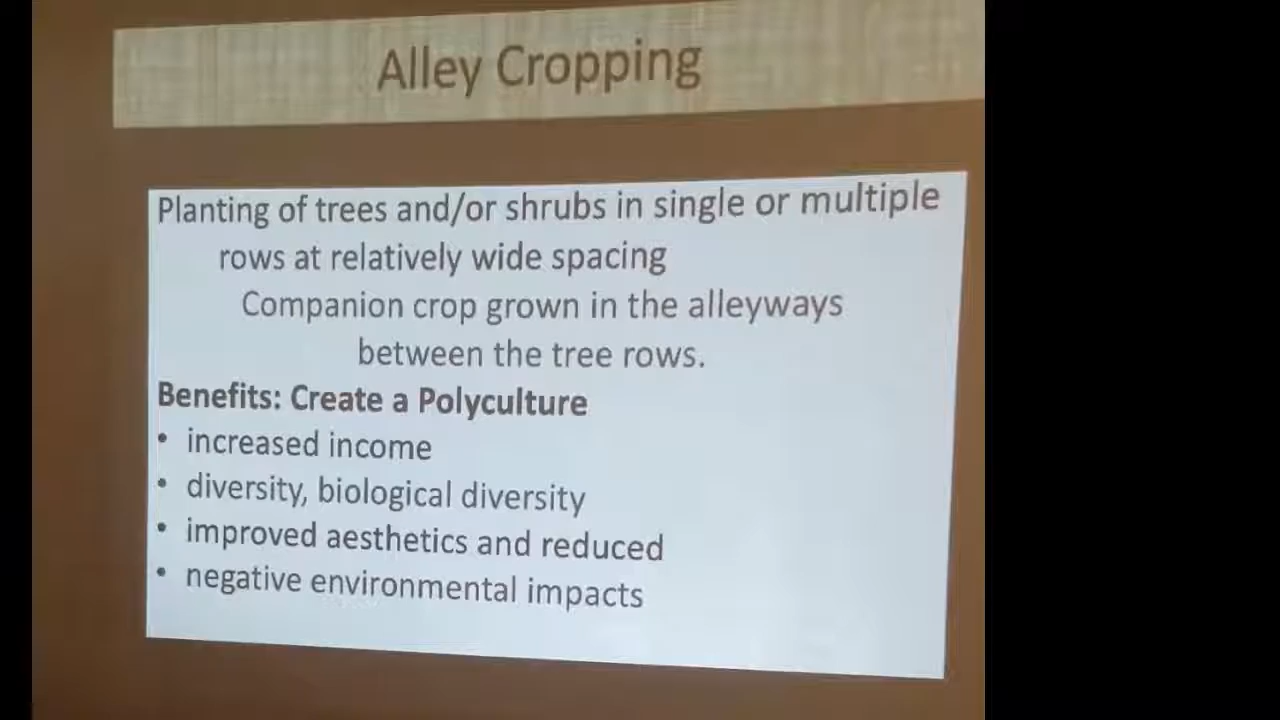 Alley Cropping
Planting of trees and/or shrubs in single or multiple
rows at relatively wide spacing
Companion crop grown in the alleyways
between the tree rows.
Benefits: Create a Polyculture
• increased income
• diversity, biological diversity
• improved aesthetics and reduced
• negative environmental impacts